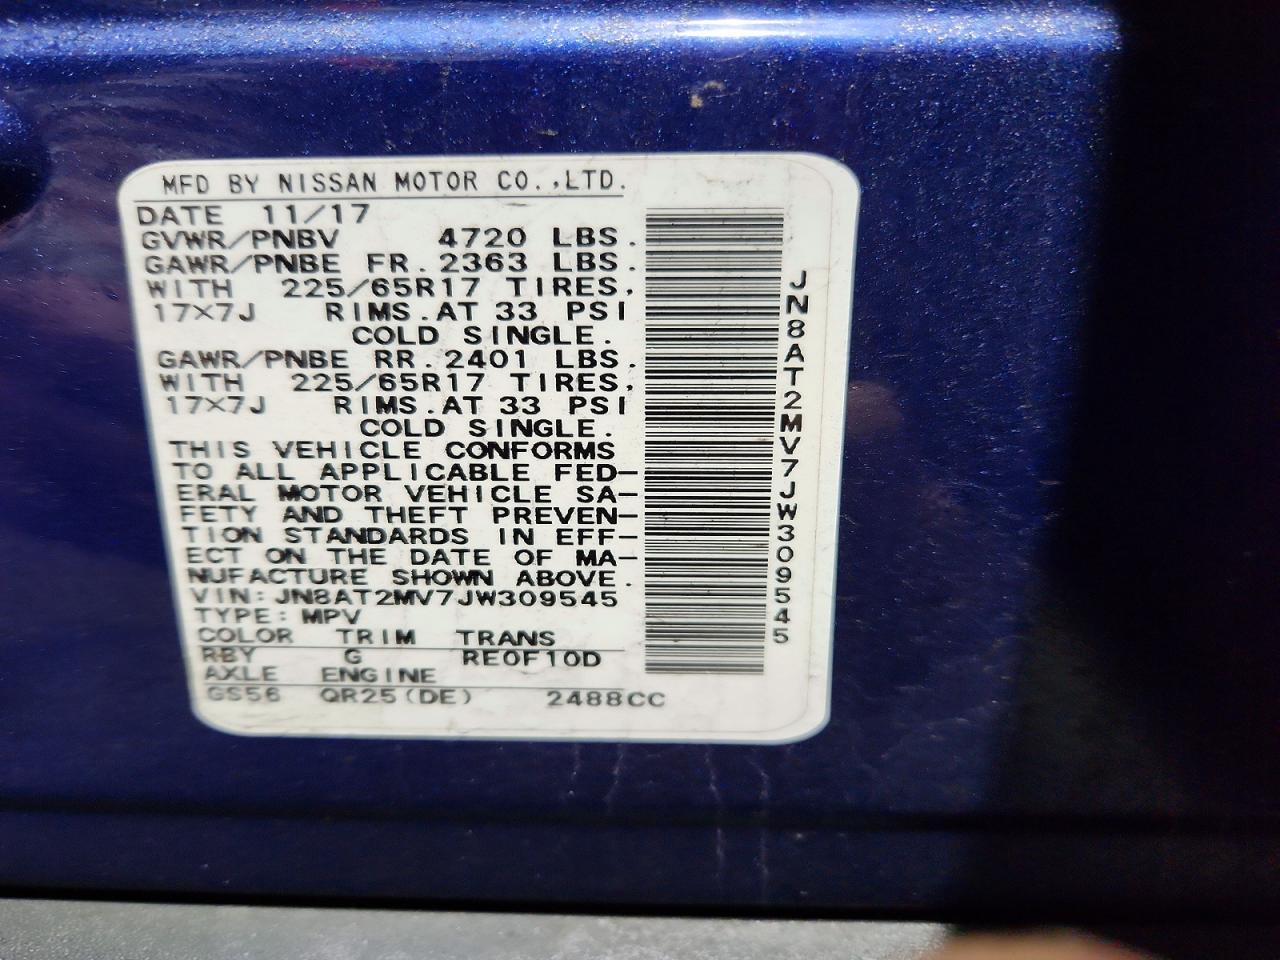 MFD BY NISSAN MOTOR CO.,LTD.
DATE 11/17
GVWR/PNBV 4720 LBS.
GAWR/PNBE FR. 2363 LBS.
WITH 225/65R17 TIRES,
17×7J RIMS.AT 33 PSI
COLD SINGLE.
GAWR/PNBE RR. 2401 LBS.
WITH 225/65R17 TIRES,
17×7J RIMS.AT 33 PSI
COLD SINGLE.
THIS VEHICLE CONFORMS
TO ALL APPLICABLE FED-
ERAL MOTOR VEHICLE SA-
FETY AND THEFT PREVEN-
TION STANDARDS IN EFF-
ECT ON THE DATE OF MA-
NUFACTURE SHOWN ABOVE.
VIN:JN8AT2MV7JW309545
TYPE:MPV
COLOR TRIM TRANS
RBY G RE0F10D
AXLE ENGINE
GS56 QR25(DE) 2488CC
JN8AT2MV7JW309545